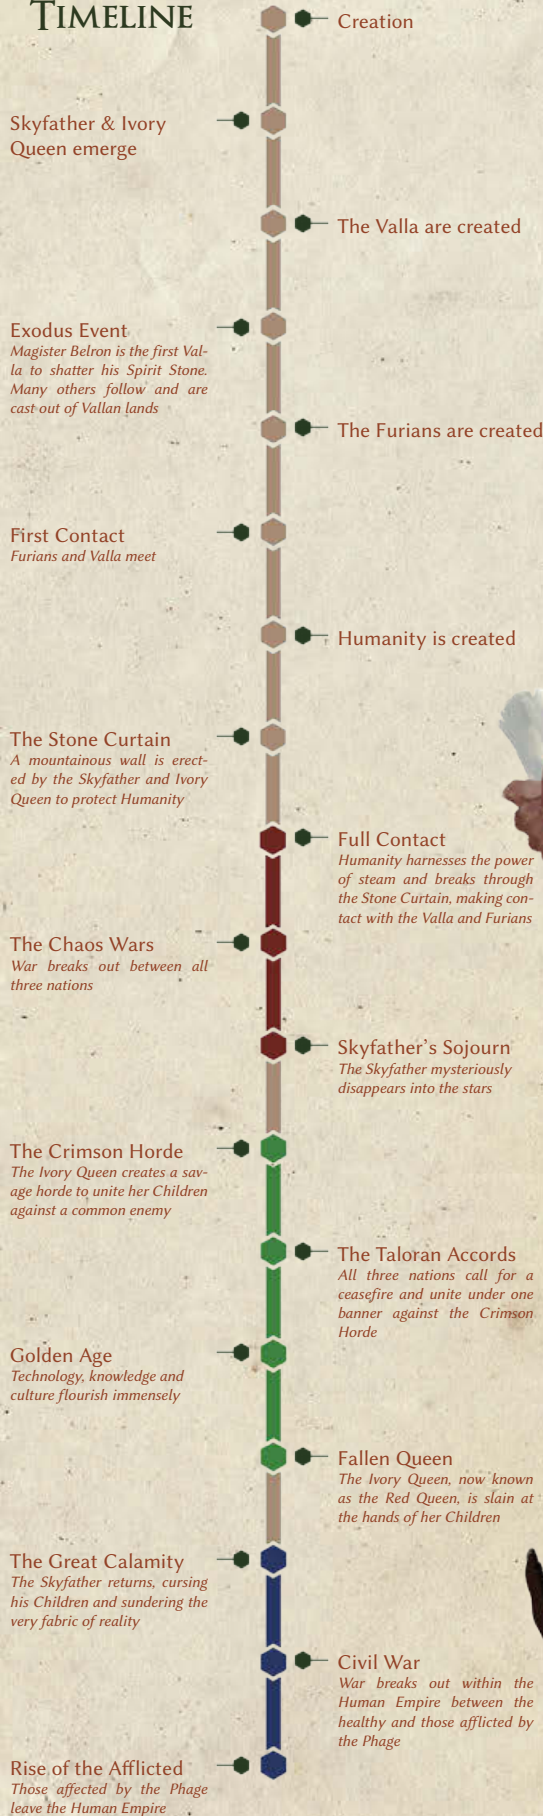 TIMELINE
Creation
Skyfather & Ivory
Queen emerge
The Valla are created
Exodus Event
Magister Belron is the first Val-
la to shatter his Spirit Stone.
Many others follow and are
cast out of Vallan lands
The Furians are created
First Contact
Furians and Valla meet
Humanity is created
The Stone Curtain
A mountainous wall is erect-
ed by the Skyfather and Ivory
Queen to protect Humanity
Full Contact
Humanity harnesses the power
of steam and breaks through
the Stone Curtain, making con-
tact with the Valla and Furians
The Chaos Wars
War breaks out between all
three nations
Skyfather's Sojourn
The Skyfather mysteriously
disappears into the stars
The Crimson Horde
The Ivory Queen creates a sav-
age horde to unite her Children
against a common enemy
The Taloran Accords
All three nations call for a
ceasefire and unite under one
banner against the Crimson
Horde
Golden Age
Technology, knowledge and
culture flourish immensely
Fallen Queen
The Ivory Queen, now known
as the Red Queen, is slain at
the hands of her Children
The Great Calamity
The Skyfather returns, cursing
his Children and sundering the
very fabric of reality
Civil War
War breaks out within the
Human Empire between the
healthy and those afflicted by
the Phage
Rise of the Afflicted
Those affected by the Phage
leave the Human Empire